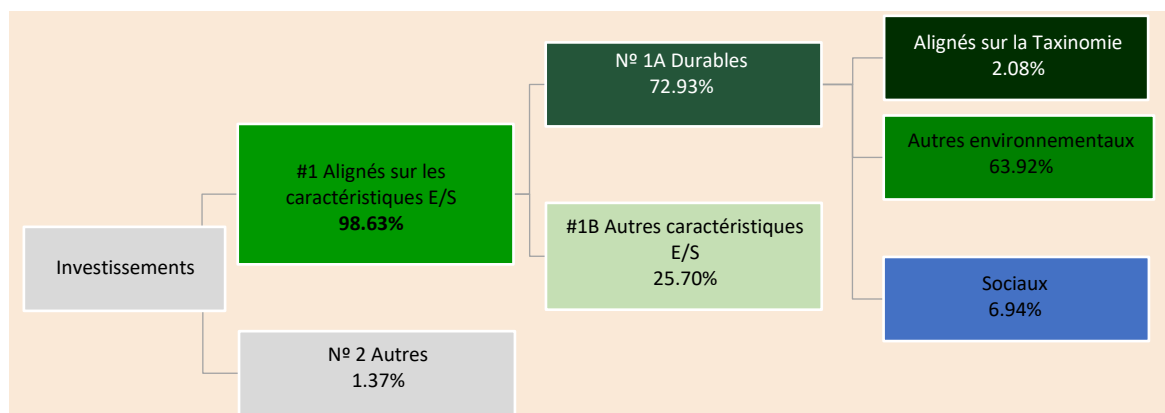 Investissements
#1 Alignés sur les
caractéristiques E/S
98.63%
Nº 2 Autres
1.37%
Nº 1A Durables
72.93%
#1B Autres caractéristiques
E/S
25.70%
Alignés sur la Taxinomie
2.08%
Autres environnementaux
63.92%
Sociaux
6.94%